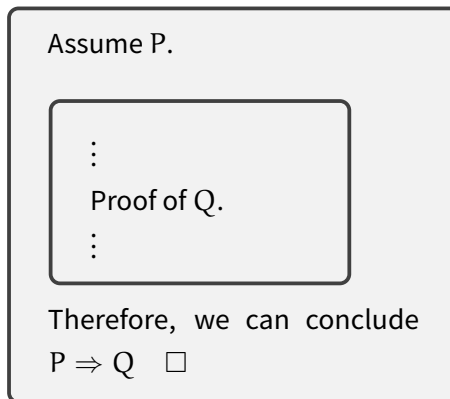 Assume P.
⋮
Proof of Q.
⋮
Therefore, we can conclude
P ⇒ Q □